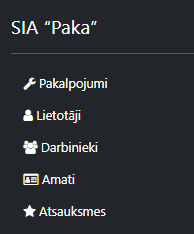 SIA “Paka”
Pakalpojumi
Lietotāji
Darbinieki
Amati
Atsauksmes